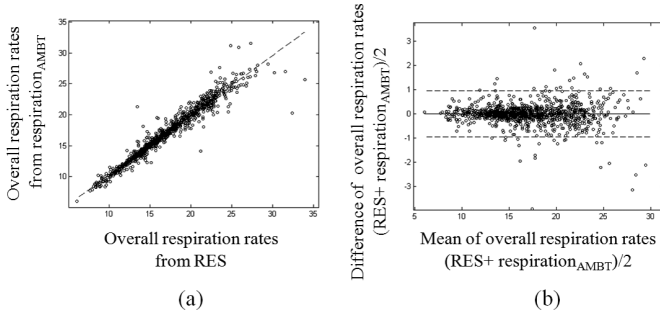 Overall respiration rates
from respirationAMBT
35
30
25
20
15
10
10 15 20 25 30 35
Overall respiration rates
from RES
(a)
Difference of overall respiration rates
(RES+ respirationAMBT)/2
3
2
1
0
-1
-2
-3
5 10 15 20 25 30
Mean of overall respiration rates
(RES+ respirationAMBT)/2
(b)